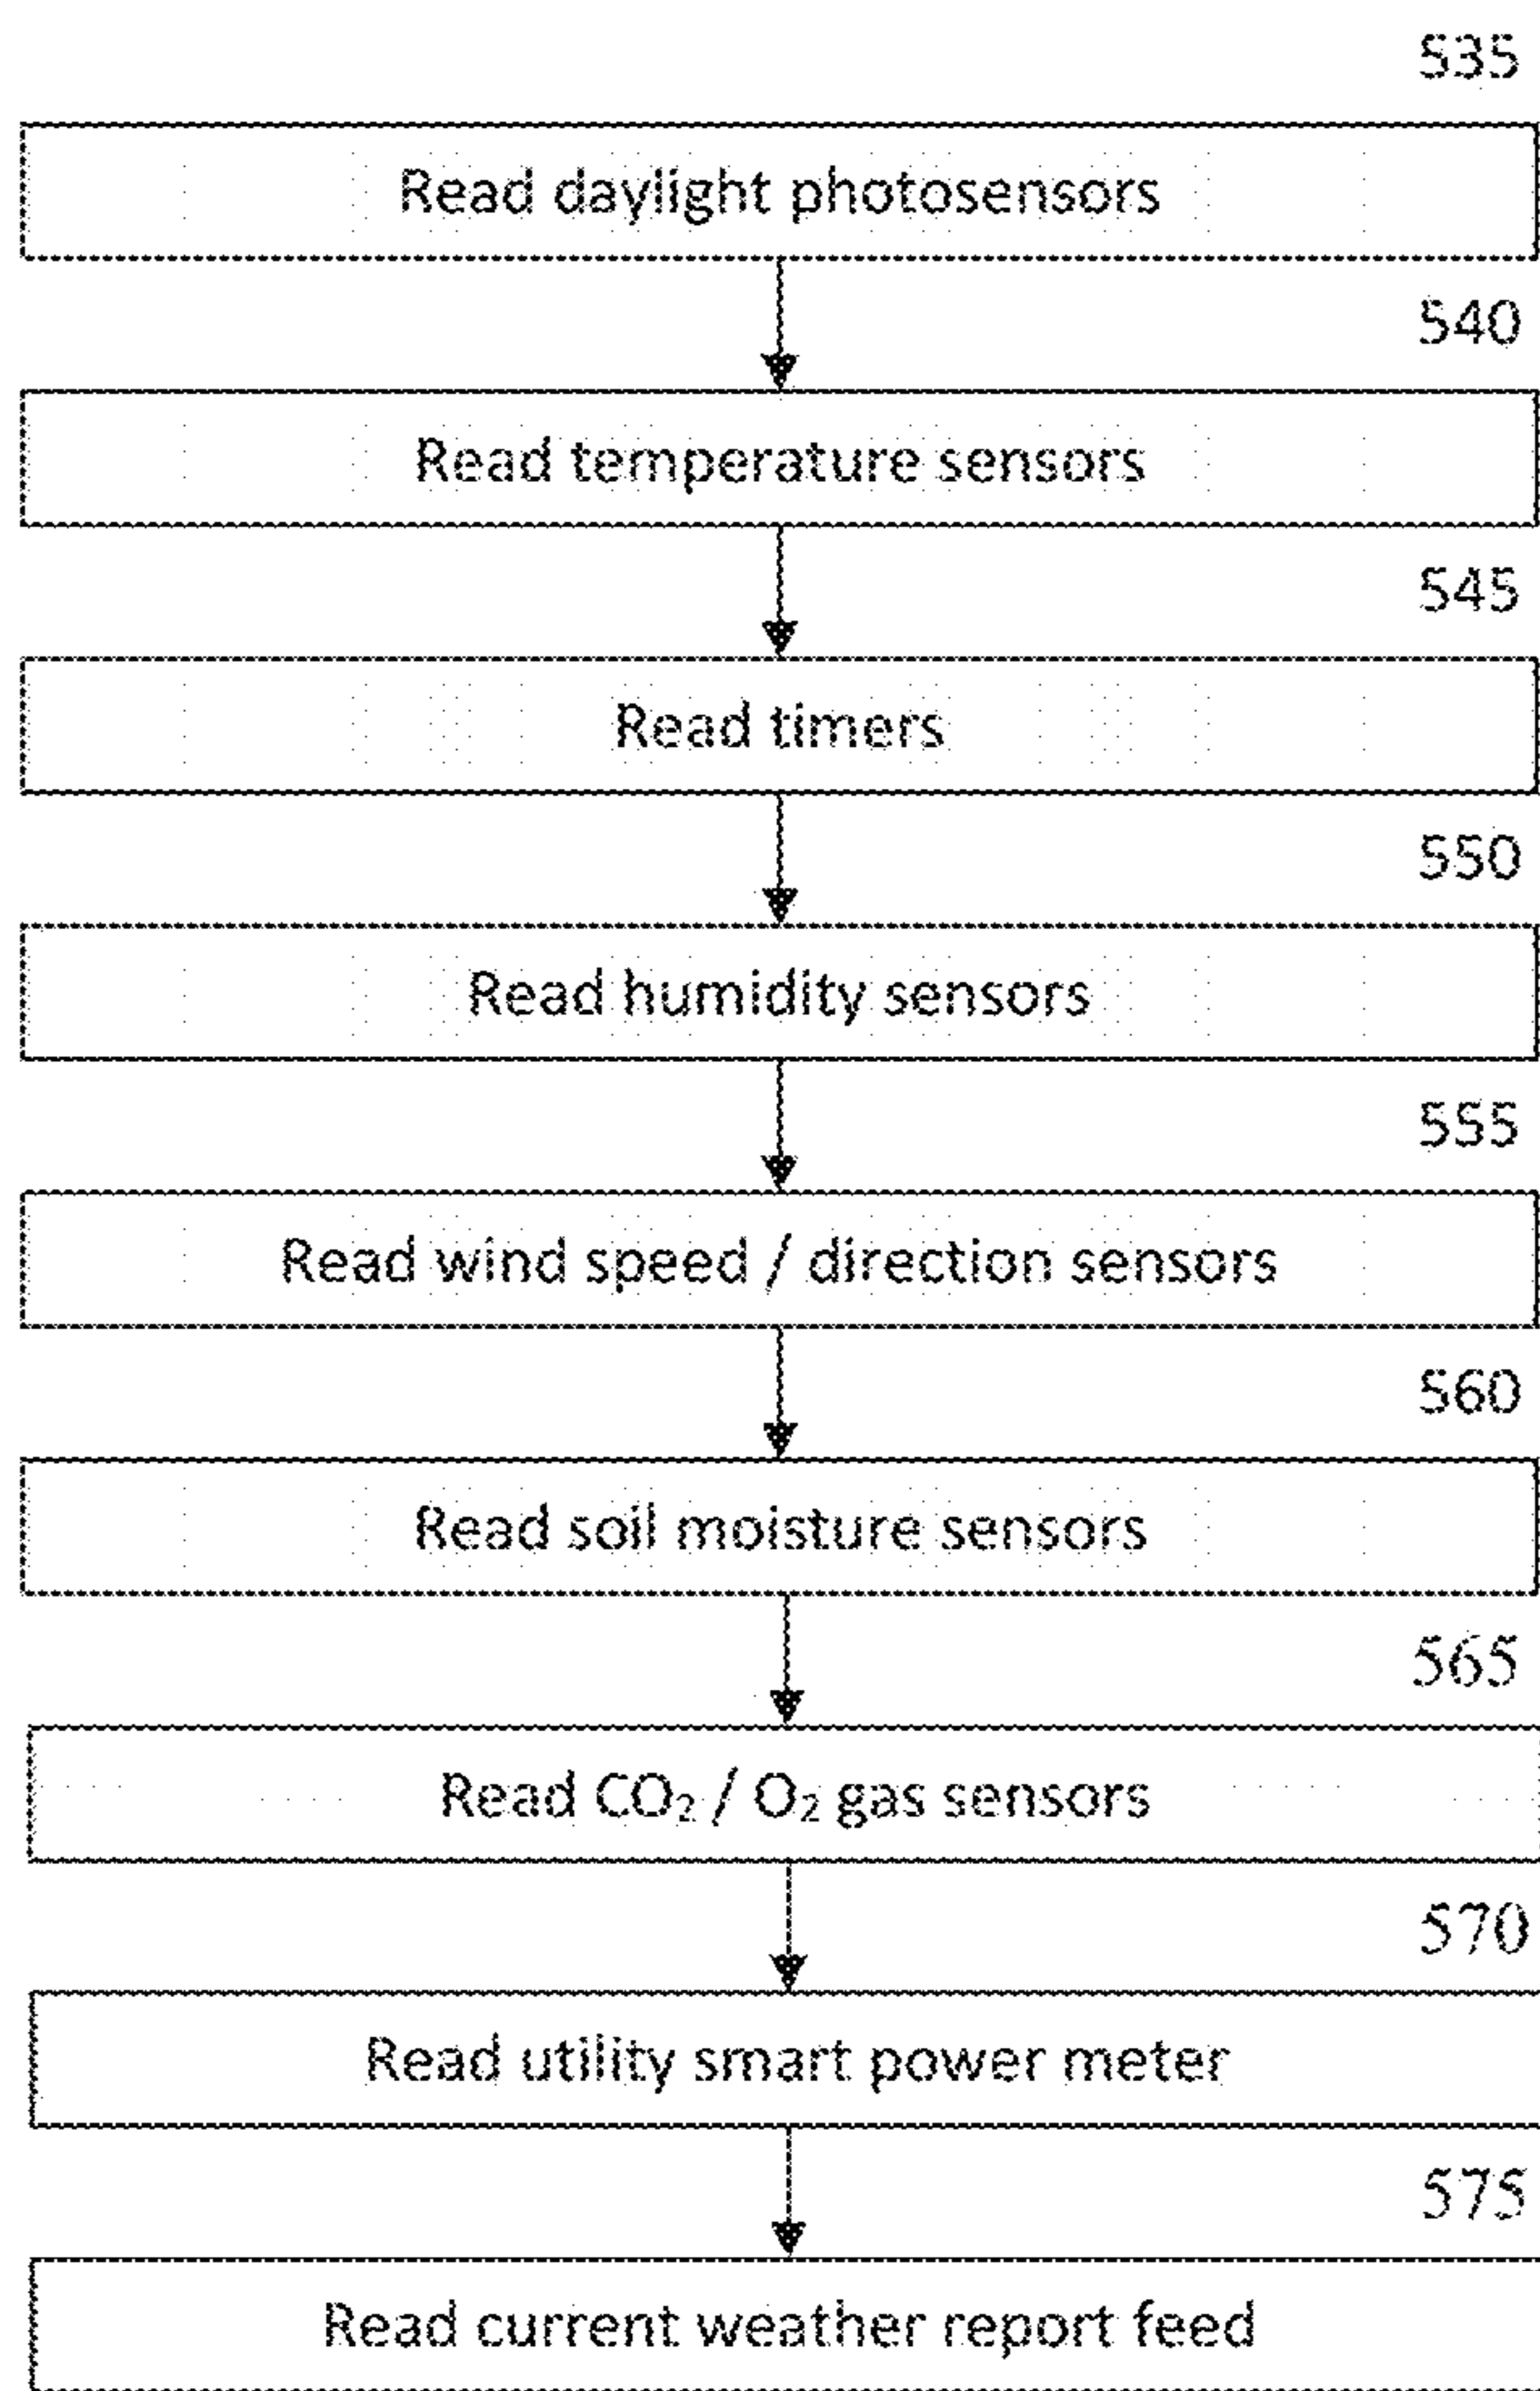 535
Read daylight photosensors
540
Read temperature sensors
545
Read timers
550
Read humidity sensors
555
Read wind speed / direction sensors
560
Read soil moisture sensors
565
Read CO₂ / O₂ gas sensors
570
Read utility smart power meter
575
Read current weather report feed